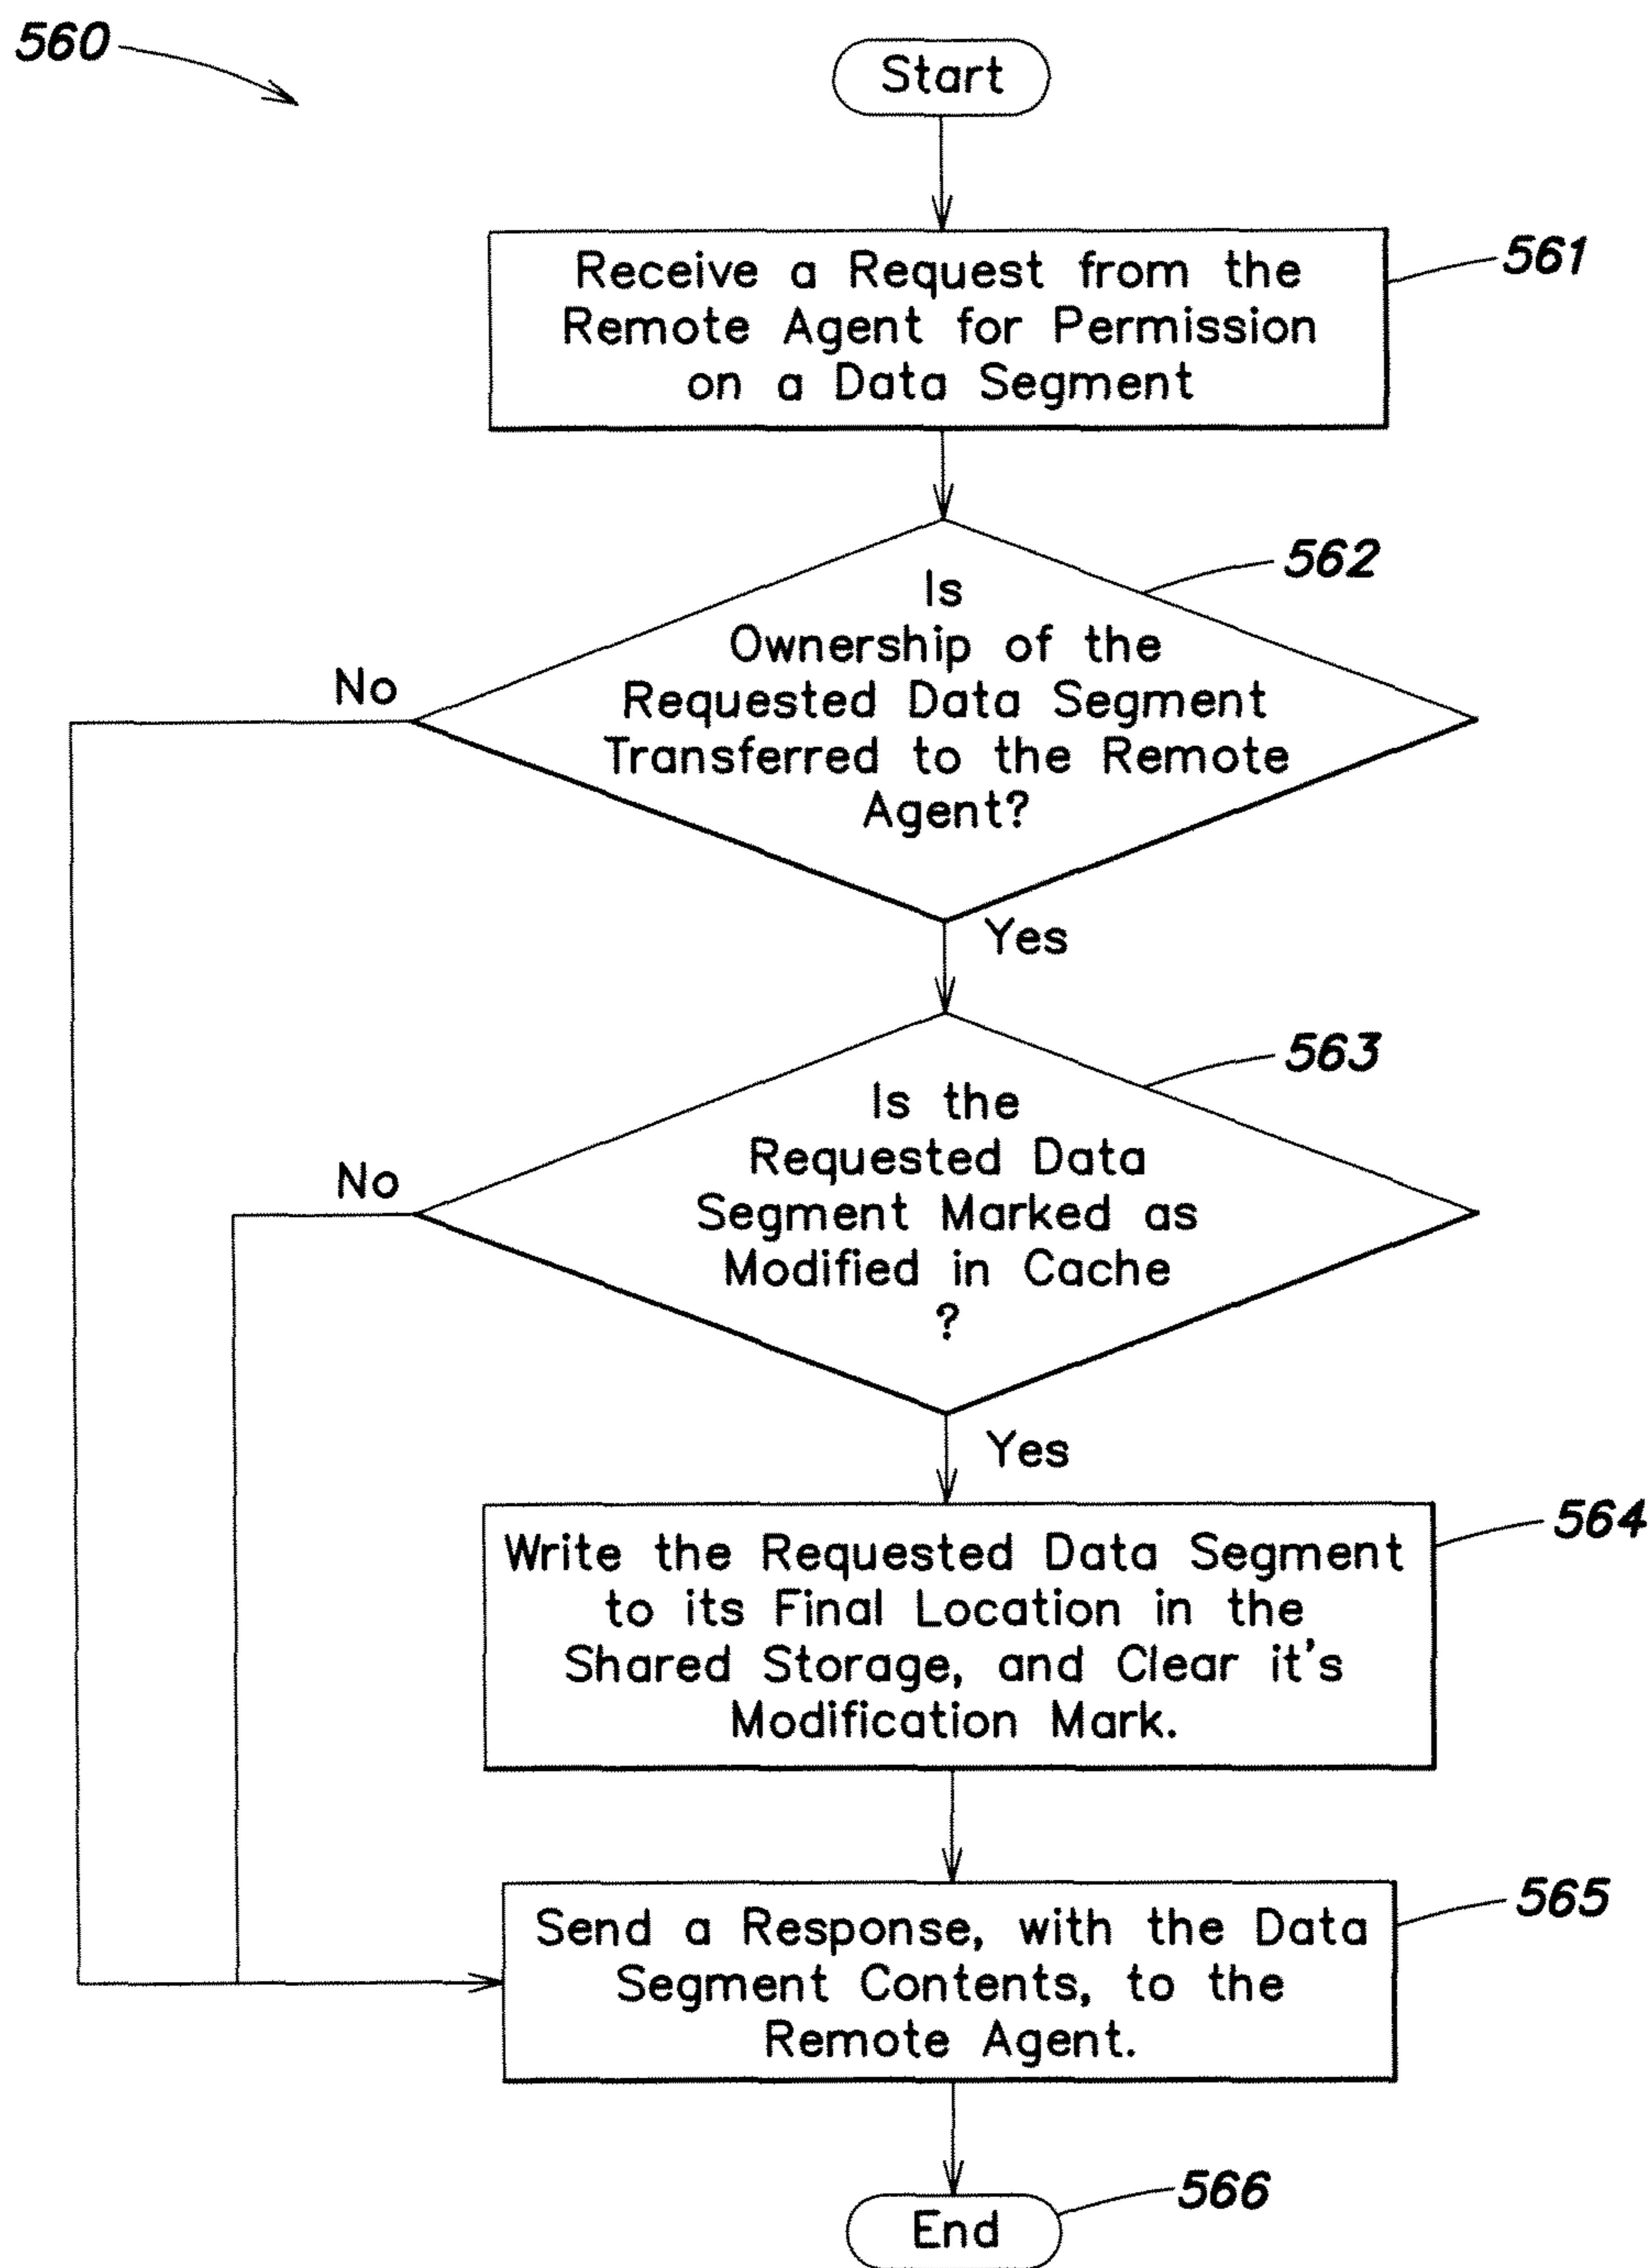 560
Start
Receive a Request from the
Remote Agent for Permission
on a Data Segment
561
562
Is
Ownership of the
Requested Data Segment
Transferred to the Remote
Agent?
No
Yes
563
Is the
Requested Data
Segment Marked as
Modified in Cache
?
No
Yes
564
Write the Requested Data Segment
to its Final Location in the
Shared Storage, and Clear it's
Modification Mark.
565
Send a Response, with the Data
Segment Contents, to the
Remote Agent.
566
End